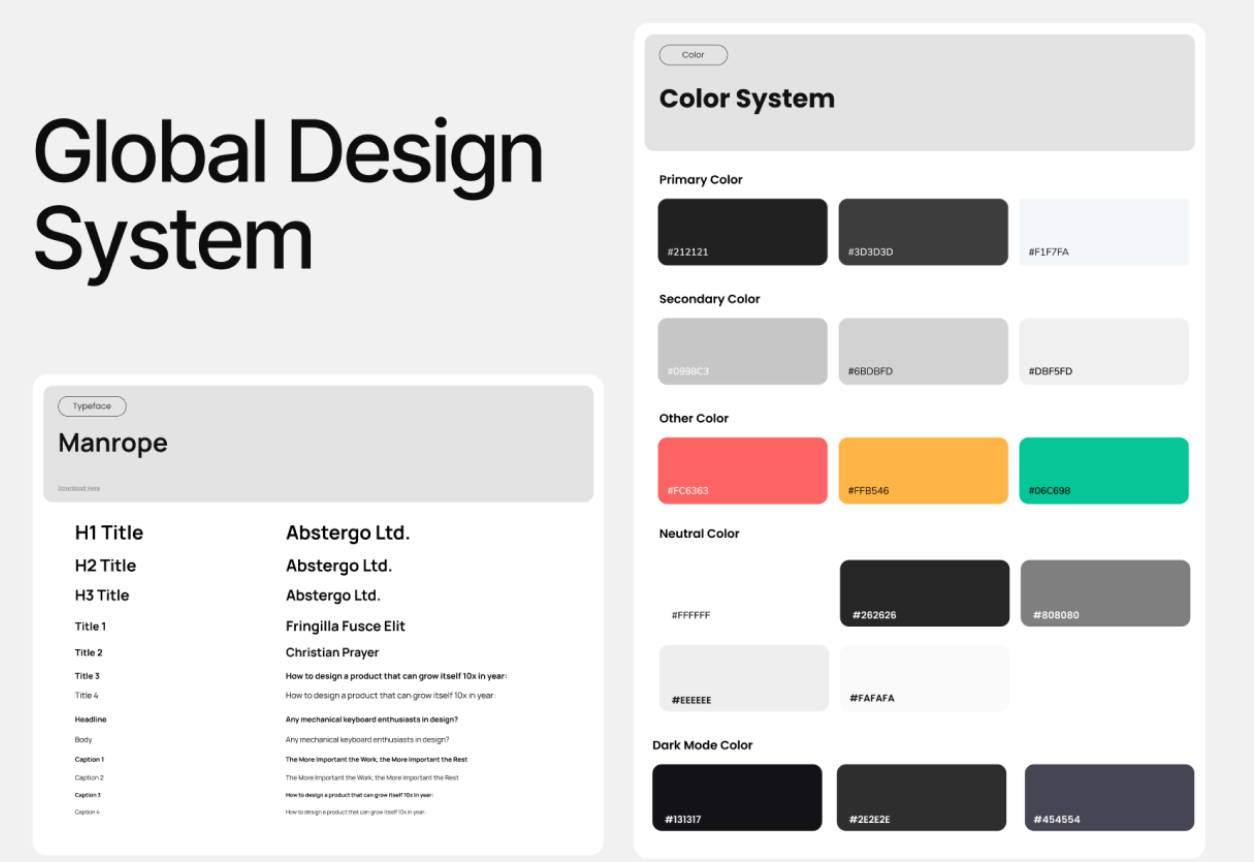 Global Design
System
Typeface
Manrope
Download Here
H1 Title Abstergo Ltd.
H2 Title Abstergo Ltd.
H3 Title Abstergo Ltd.
Title 1 Fringilla Fusce Elit
Title 2 Christian Prayer
Title 3 How to design a product that can grow itself 10x in year:
Title 4 How to design a product that can grow itself 10x in year:
Headline Any mechanical keyboard enthusiasts in design?
Body Any mechanical keyboard enthusiasts in design?
Caption 1 The More Important the Work, the More Important the Rest
Caption 2 The More Important the Work, the More Important the Rest
Caption 3 How to design a product that can grow itself 10x in year:
Caption 4 How to design a product that can grow itself 10x in year:
Color
Color System
Primary Color
#212121 #3D3D3D #F1F7FA
Secondary Color
#0998C3 #6BDBFD #DBF5FD
Other Color
#FC6363 #FFB546 #06C698
Neutral Color
#FFFFFF #262626 #808080
#EEEEEE #FAFAFA
Dark Mode Color
#131317 #2E2E2E #454554